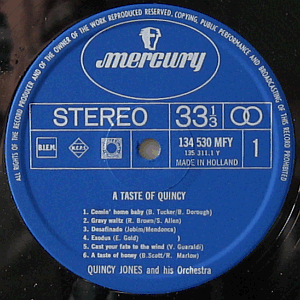 ALL RIGHTS OF THE RECORD PRODUCER AND OF THE OWNER OF THE WORK REPRODUCED RESERVED. COPYING, PUBLIC PERFORMANCE AND BROADCASTING OF THIS RECORD PROHIBITED
mercury
STEREO 33 1/3
B.I.E.M. 134 530 MFY 1
135 311.1 Y
MADE IN HOLLAND
A TASTE OF QUINCY
1. Comin' home baby (B. Tucker/B. Dorough)
2. Gravy waltz (R. Brown/S. Allen)
3. Desafinado (Jobim/Mendonca)
4. Exodus (E. Gold)
5. Cast your fate to the wind (V. Guaraldi)
6. A taste of honey (B.Scott/R. Marlow)
QUINCY JONES and his Orchestra